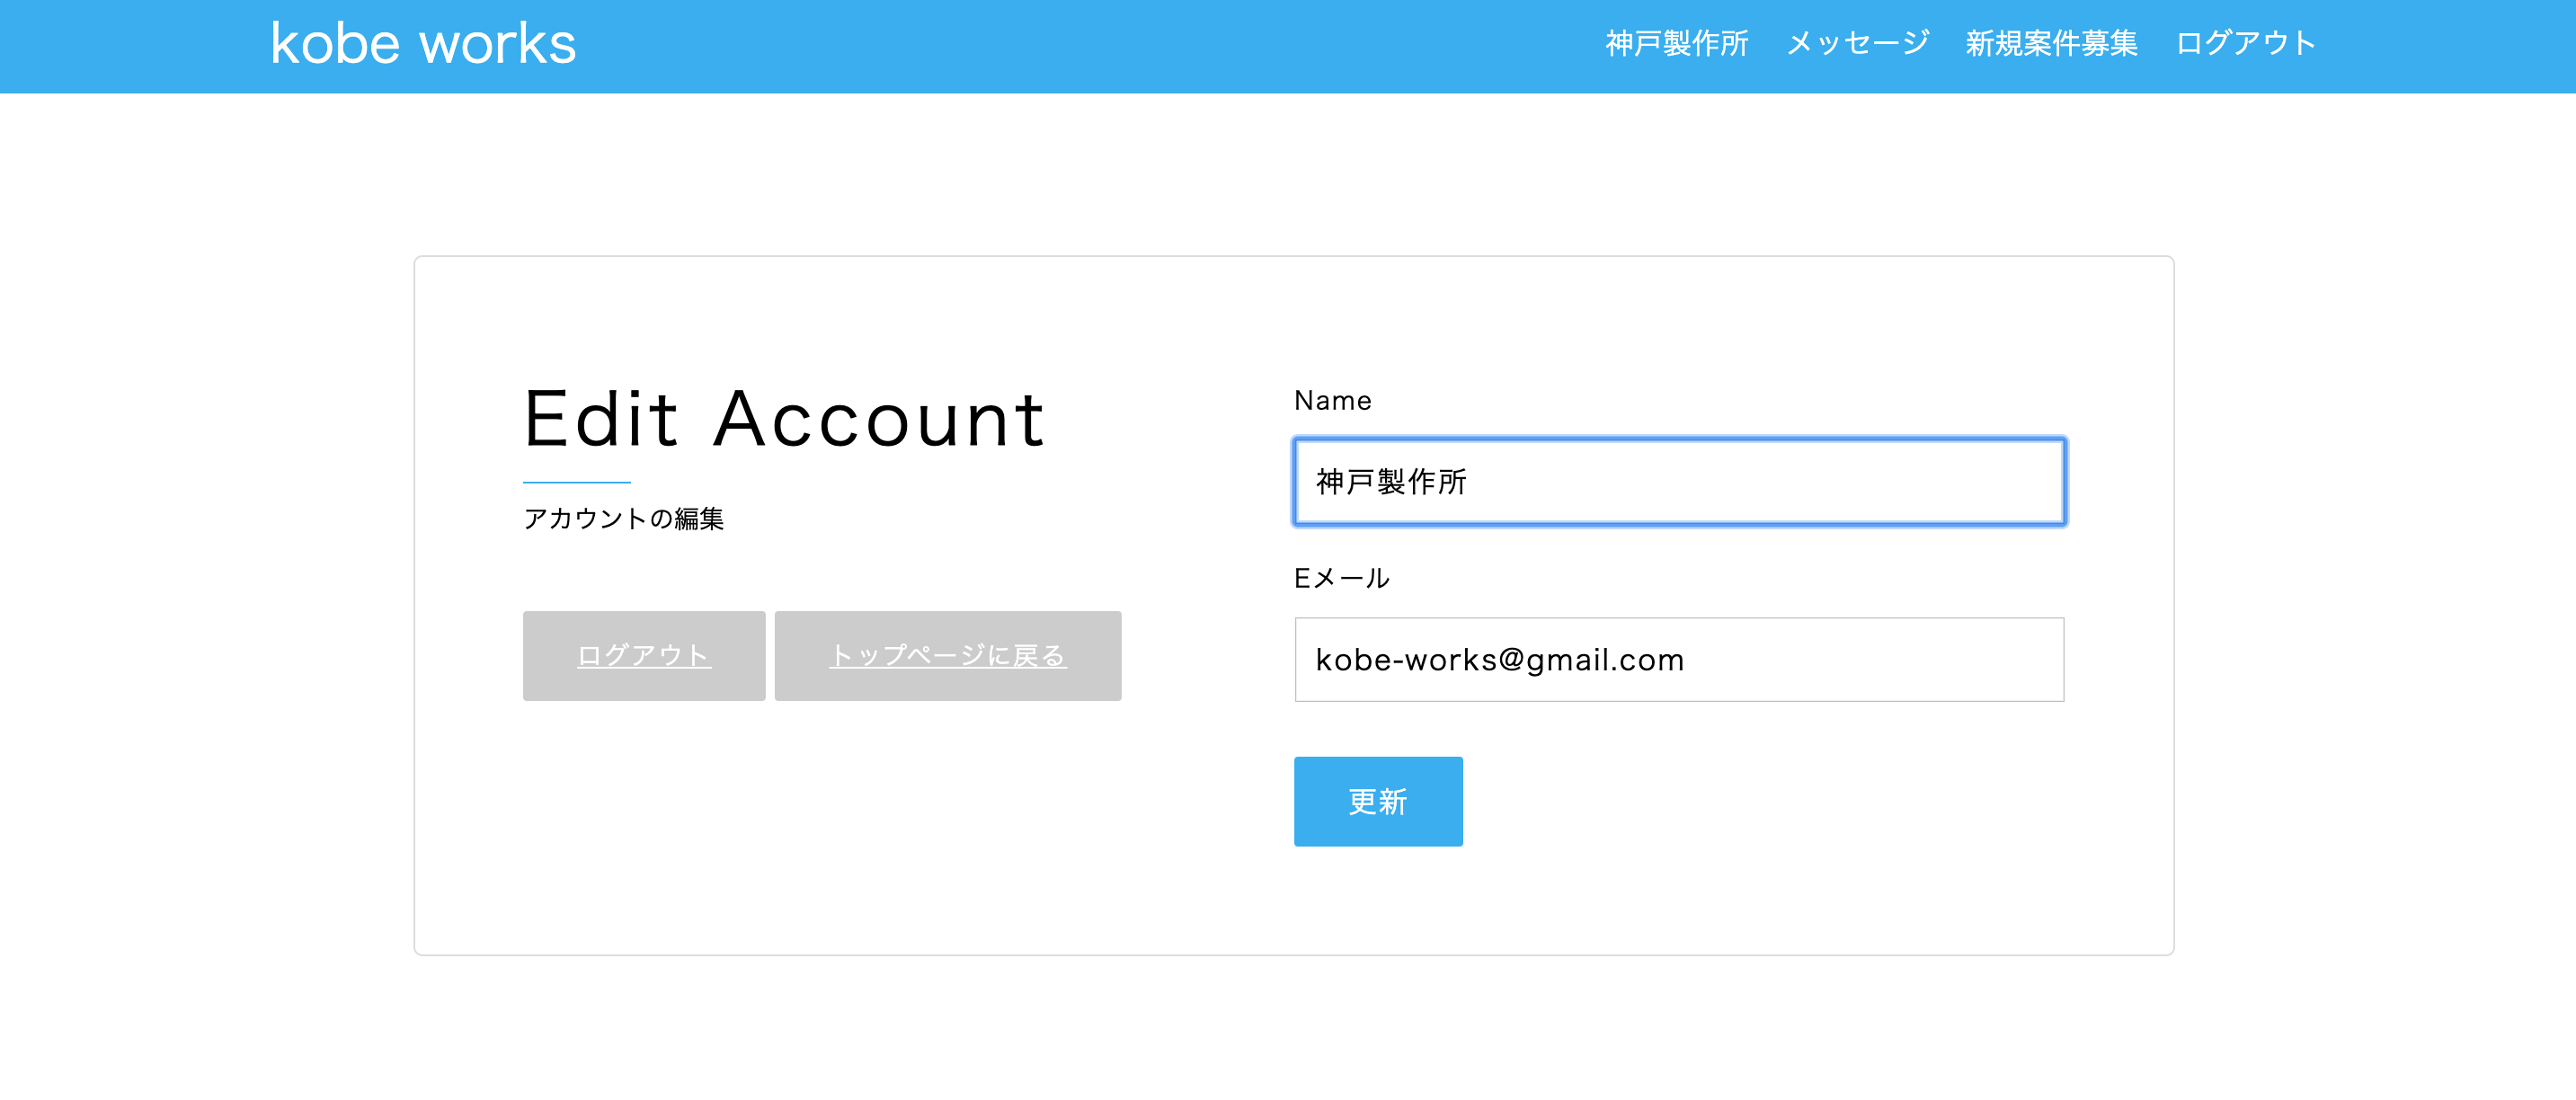 kobe works
神戸製作所 メッセージ 新規案件募集 ログアウト
Edit Account
アカウントの編集
ログアウト トップページに戻る
Name
神戸製作所
Eメール
kobe-works@gmail.com
更新